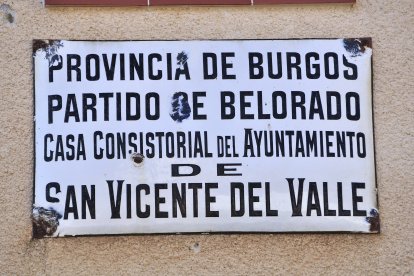 PROVINCIA DE BURGOS
PARTIDO DE BELORADO
CASA CONSISTORIAL DEL AYUNTAMIENTO
DE
SAN VICENTE DEL VALLE